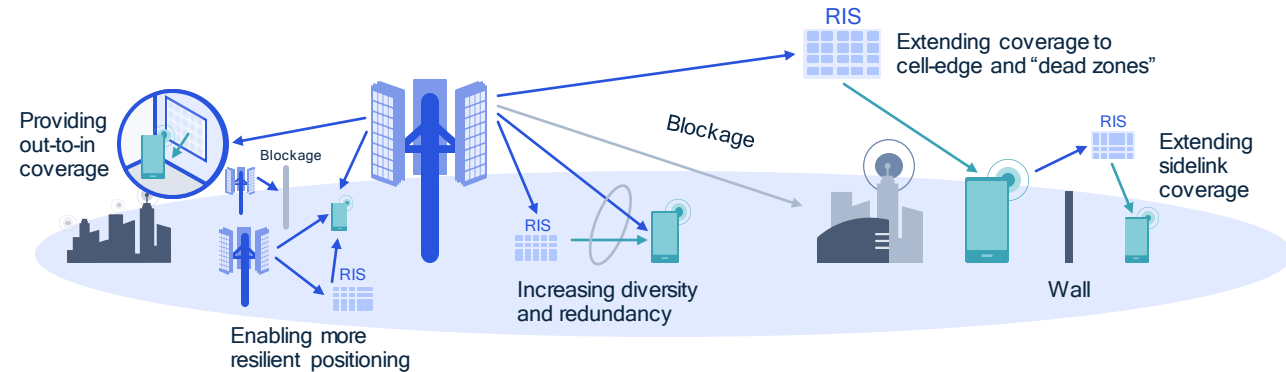 RIS
Extending coverage to
cell-edge and “dead zones”
Providing
out-to-in
coverage
Blockage
Blockage
RIS
Extending
sidelink
coverage
RIS
RIS
Increasing diversity
and redundancy
Wall
Enabling more
resilient positioning